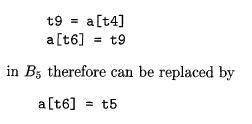 t9 = a[t4]
a[t6] = t9
in B5 therefore can be replaced by
a[t6] = t5